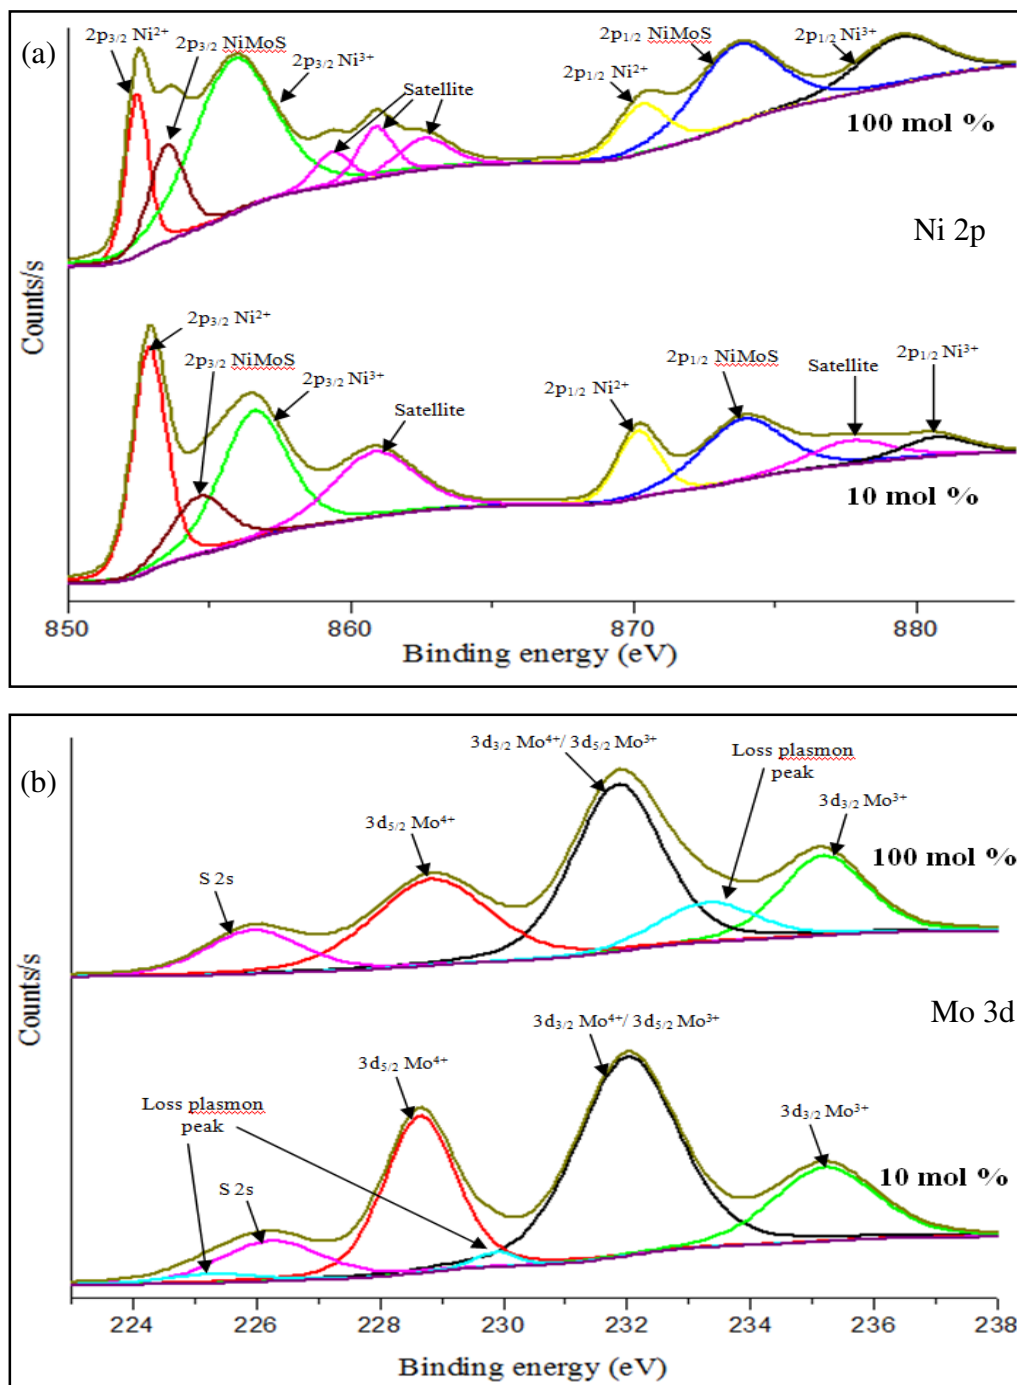 (a)
2p3/2 Ni2+
2p3/2 NiMoS
2p3/2 Ni3+
Satellite
2p1/2 NiMoS
2p1/2 Ni2+
2p1/2 Ni3+
100 mol %
Ni 2p
Counts/s
2p3/2 Ni2+
2p3/2 NiMoS
2p3/2 Ni3+
Satellite
2p1/2 Ni2+
2p1/2 NiMoS
Satellite
2p1/2 Ni3+
10 mol %
850 860 870 880
Binding energy (eV)
(b)
S 2s
3d5/2 Mo4+
3d3/2 Mo4+/ 3d5/2 Mo3+
Loss plasmon
peak
3d3/2 Mo3+
100 mol %
Mo 3d
Counts/s
Loss plasmon
peak
S 2s
3d5/2 Mo4+
3d3/2 Mo4+/ 3d5/2 Mo3+
3d3/2 Mo3+
10 mol %
224 226 228 230 232 234 236 238
Binding energy (eV)